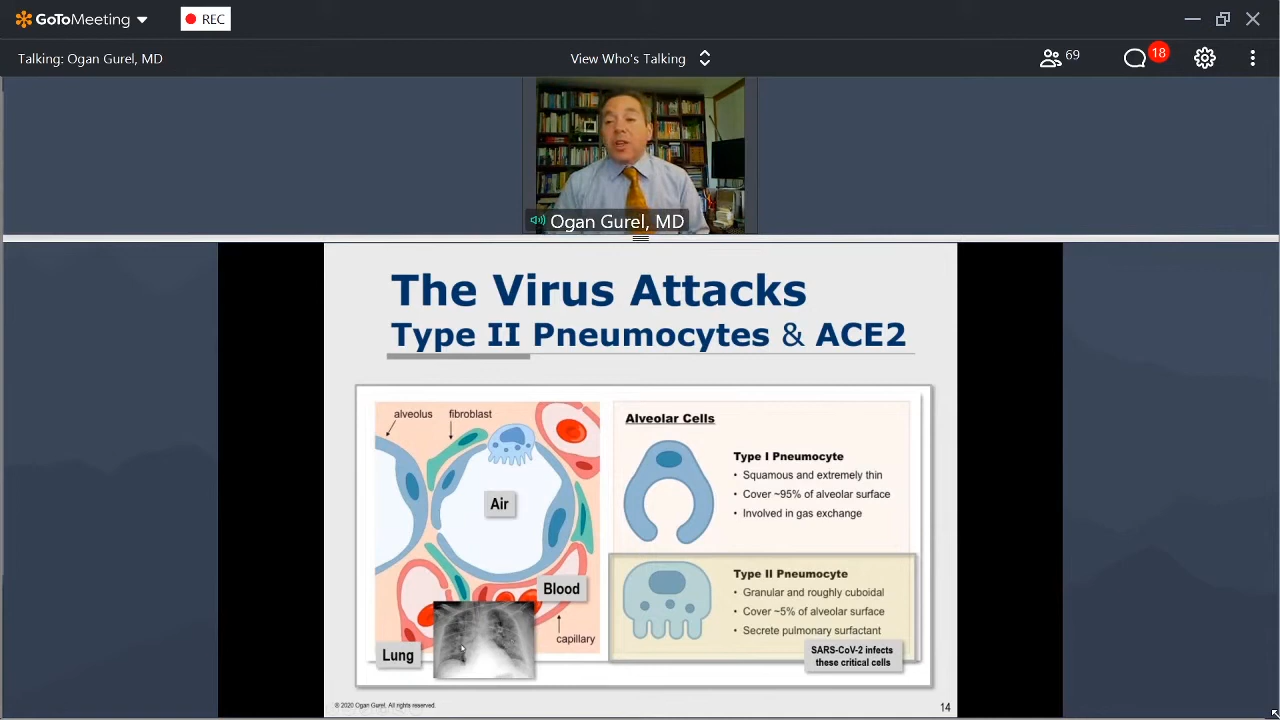 GoToMeeting
REC
Talking: Ogan Gurel, MD
View Who's Talking
69
18
Ogan Gurel, MD
The Virus Attacks
Type II Pneumocytes & ACE2
alveolus
fibroblast
Air
Blood
capillary
Lung
Alveolar Cells
Type I Pneumocyte
• Squamous and extremely thin
• Cover ~95% of alveolar surface
• Involved in gas exchange
Type II Pneumocyte
• Granular and roughly cuboidal
• Cover ~5% of alveolar surface
• Secrete pulmonary surfactant
SARS-CoV-2 infects
these critical cells
© 2020 Ogan Gurel. All rights reserved.
14